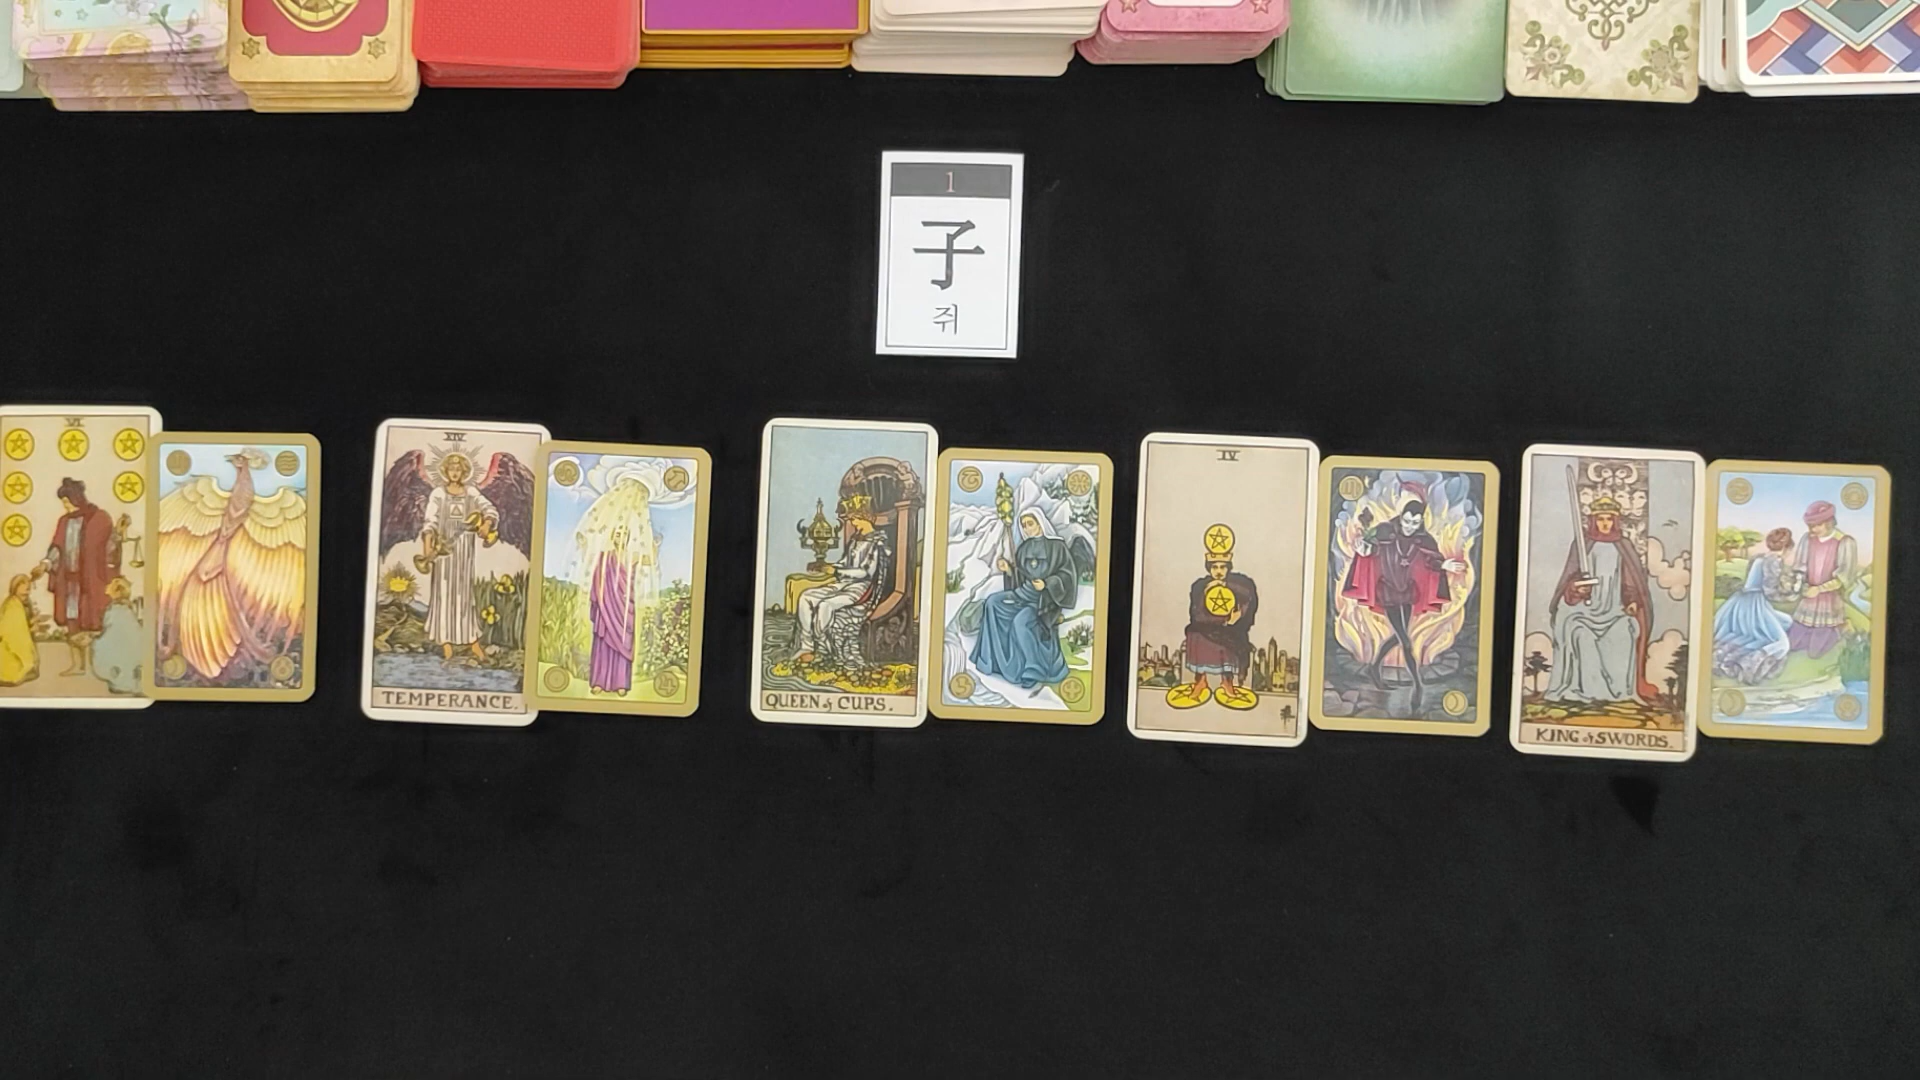 1
子
쥐
VI
XIV
TEMPERANCE.
QUEEN of CUPS.
IV
KING of SWORDS.